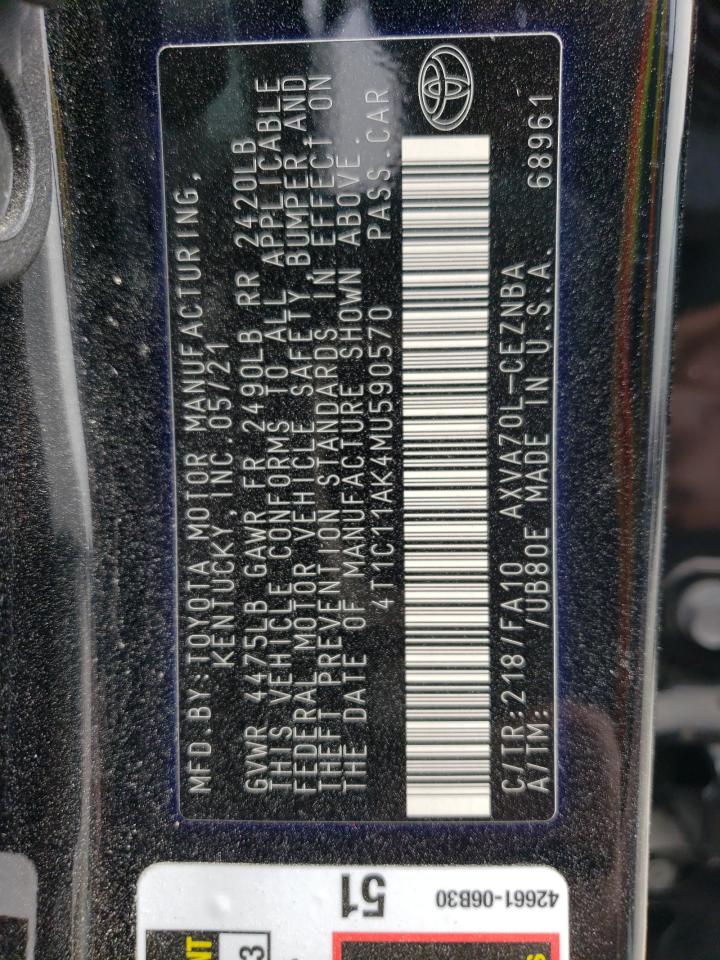 MFD.BY:TOYOTA MOTOR MANUFACTURING,
KENTUCKY, INC.05/21
GVWR 4475LB GAWR FR 2490LB RR 2420LB
THIS VEHICLE CONFORMS TO ALL APPLICABLE
FEDERAL MOTOR VEHICLE SAFETY, BUMPER, AND
THEFT PREVENTION STANDARDS IN EFFECT ON
THE DATE OF MANUFACTURE SHOWN ABOVE.
4T1C11AK4MU590570 PASS.CAR
C/TR:218/FA10 AXVA70L-CEZNBA 68961
A/TM: /UB80E MADE IN U.S.A.
51
42661-06B30
NT
3
S